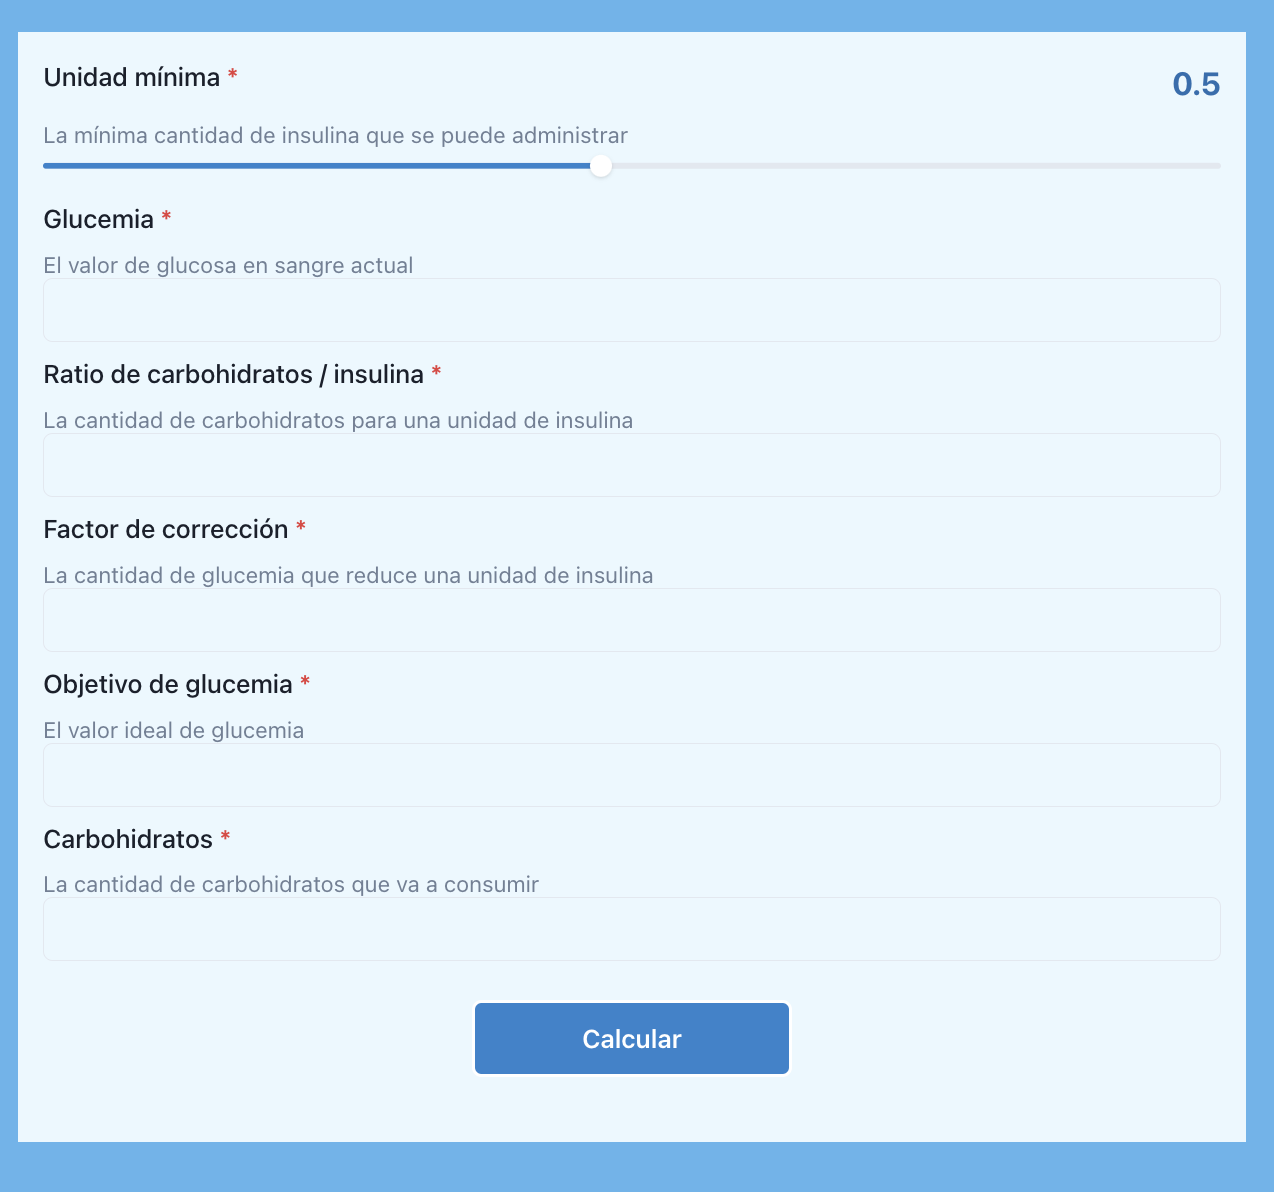 Unidad mínima *
0.5
La mínima cantidad de insulina que se puede administrar
Glucemia *
El valor de glucosa en sangre actual
Ratio de carbohidratos / insulina *
La cantidad de carbohidratos para una unidad de insulina
Factor de corrección *
La cantidad de glucemia que reduce una unidad de insulina
Objetivo de glucemia *
El valor ideal de glucemia
Carbohidratos *
La cantidad de carbohidratos que va a consumir
Calcular